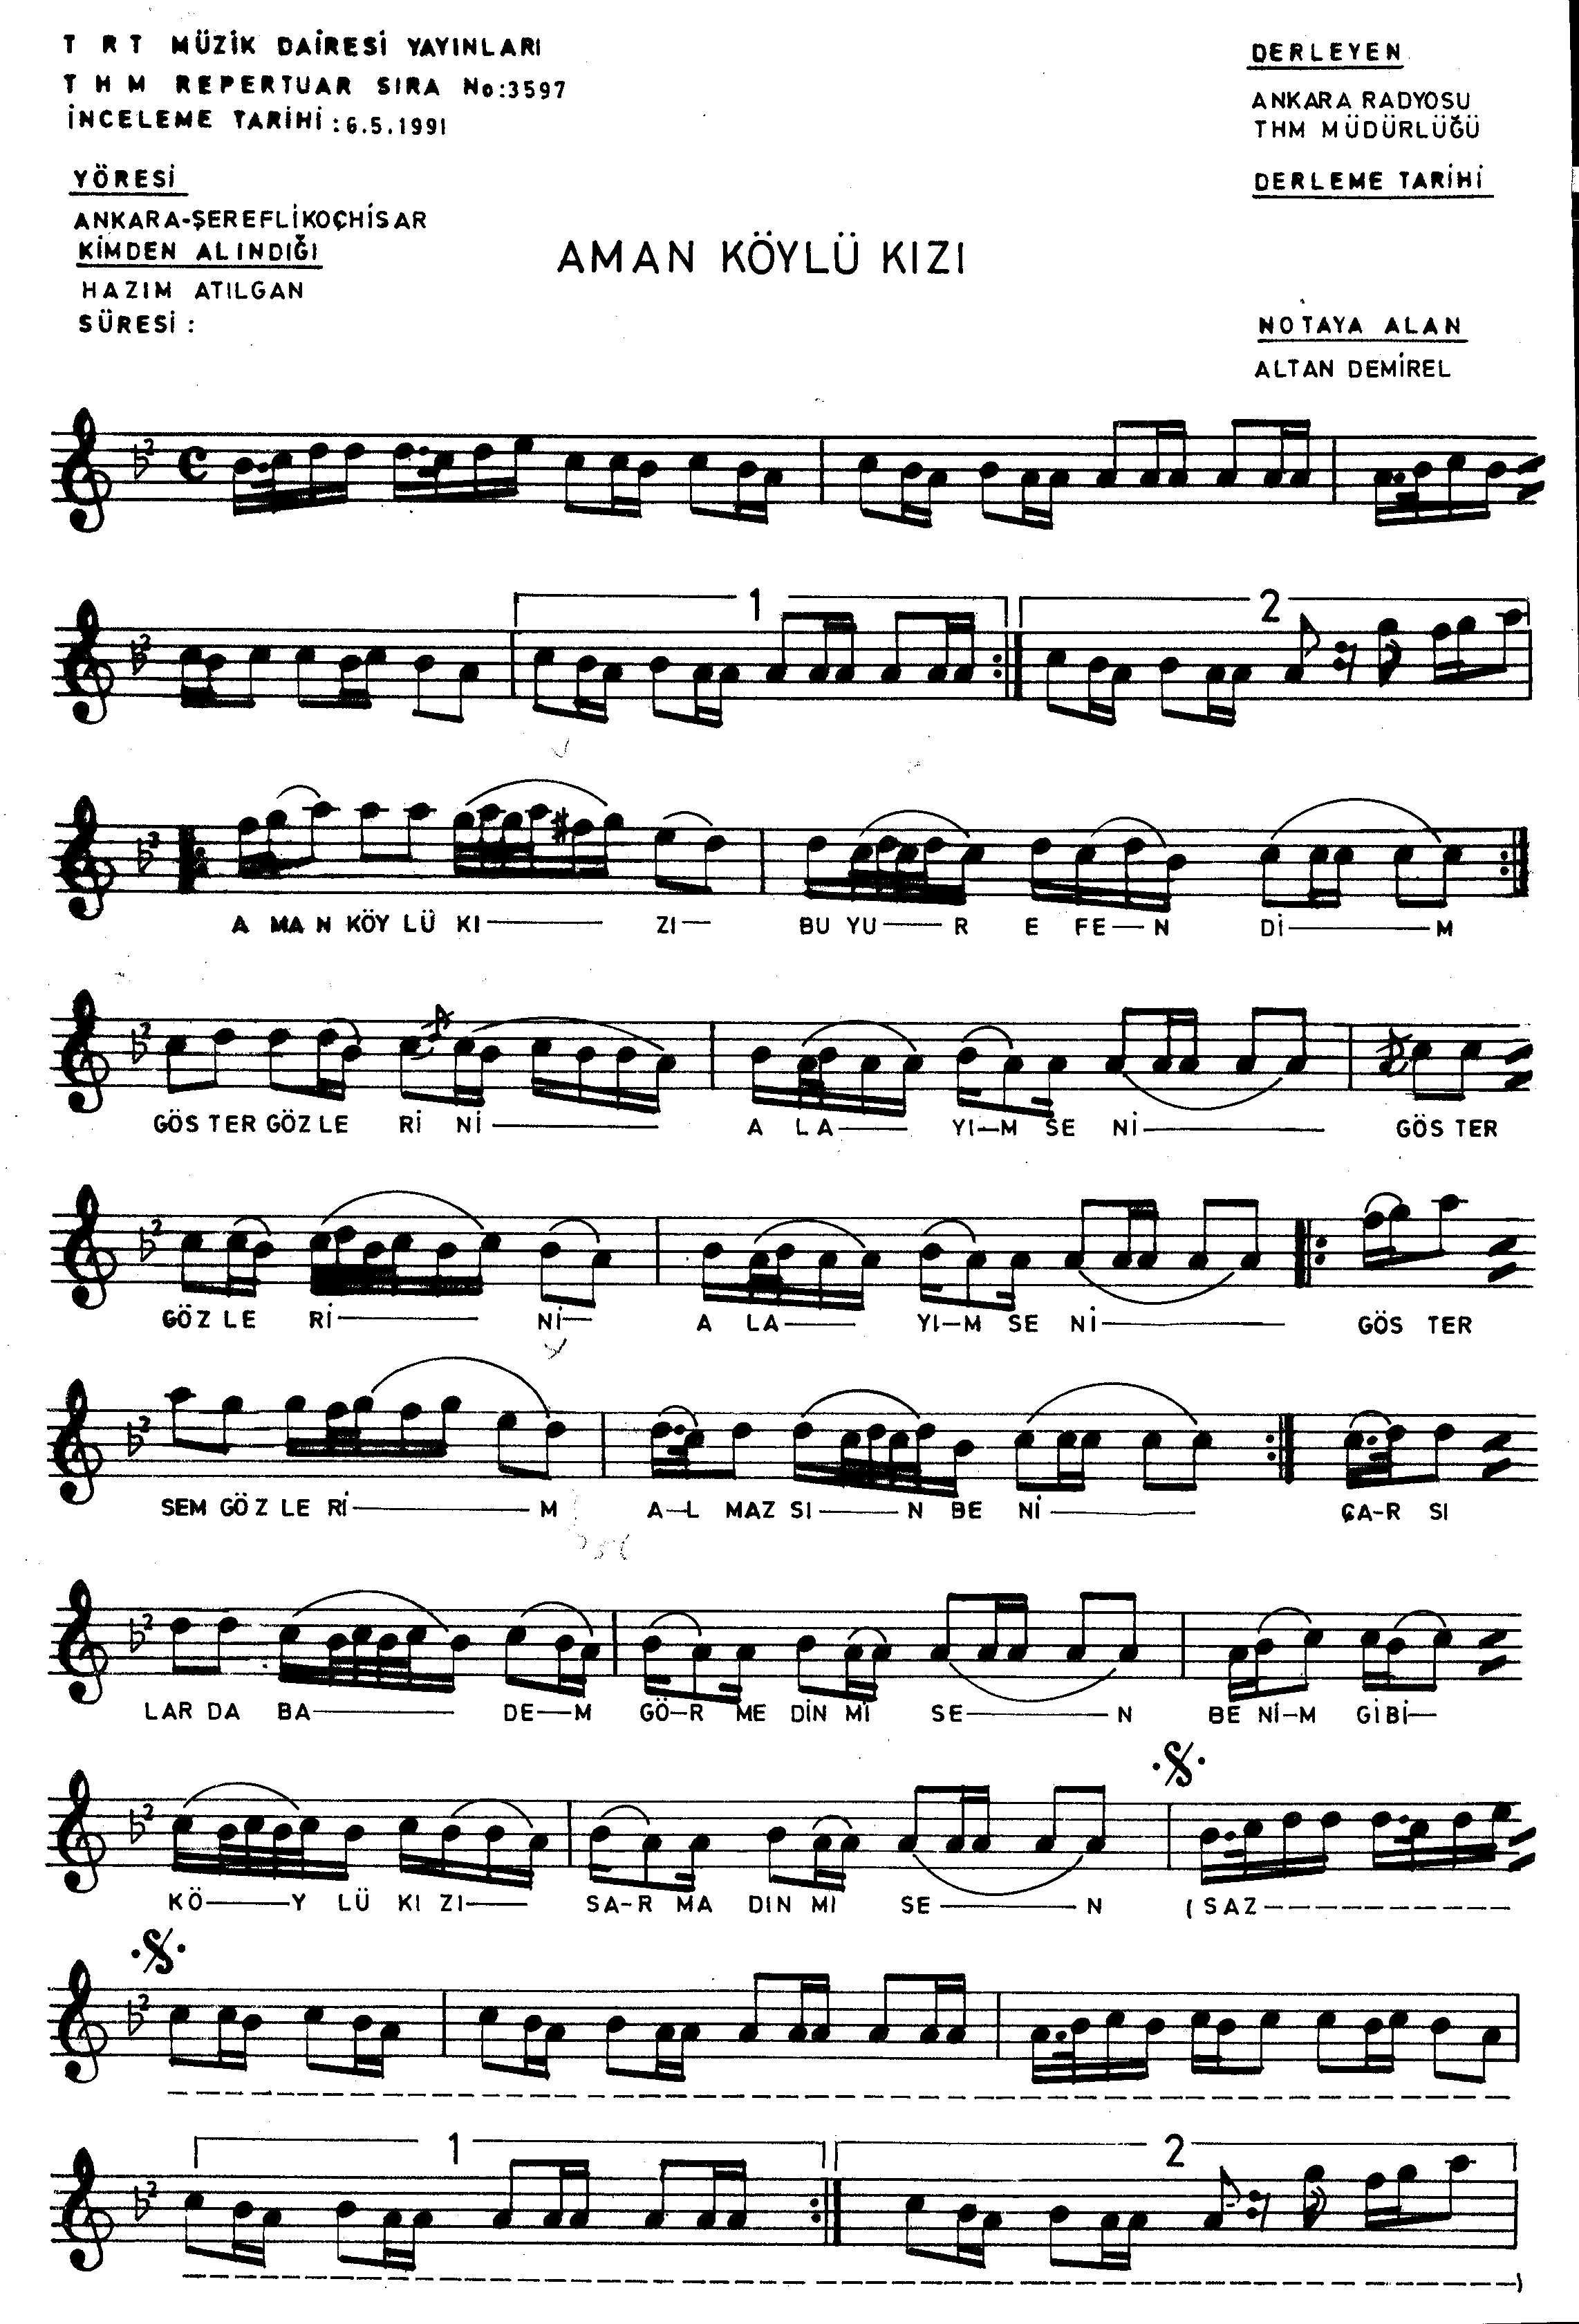 T R T MÜZİK DAİRESİ YAYINLARI
T H M REPERTUAR SIRA No:3597
İNCELEME TARİHİ :6.5.1991
YÖRESİ
ANKARA-ŞEREFLİKOÇHİSAR
KİMDEN ALINDIĞI
HAZIM ATILGAN
SÜRESİ :
AMAN KÖYLÜ KIZI
DERLEYEN
ANKARA RADYOSU
THM MÜDÜRLÜĞÜ
DERLEME TARİHİ
NOTAYA ALAN
ALTAN DEMİREL
1 2
A MA N KÖY LÜ KI—— ZI— BU YU—— R E FE— N Dİ—— M
GÖS TER GÖZ LE Rİ Nİ—— A L A—— YI—M SE Nİ—— GÖS TER
GÖZ LE Rİ—— Nİ— A LA—— YI—M SE Nİ—— GÖS TER
SEM GÖZ LE Rİ—— M A—L MAZ SI—— N BE Nİ—— ÇA-R SI
LAR DA BA—— DE—M GÖ—R ME DİN Mİ SE—— N BE Nİ—M GİBİ—
KÖ——Y LÜ KI ZI— SA-R MA DIN MI SE—— N (SAZ----------
1 2
)